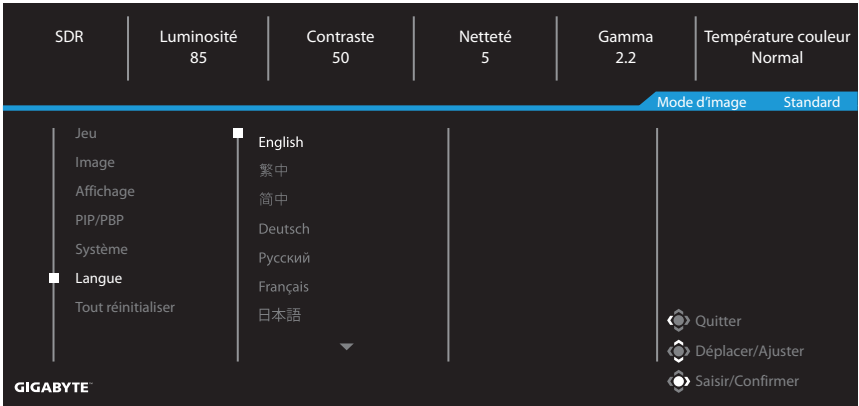 SDR
Luminosité
85
Contraste
50
Netteté
5
Gamma
2.2
Température couleur
Normal
Mode d'image Standard
Jeu
Image
Affichage
PIP/PBP
Système
Langue
Tout réinitialiser
English
繁中
简中
Deutsch
Русский
Français
日本語
Quitter
Déplacer/Ajuster
Saisir/Confirmer
GIGABYTE™